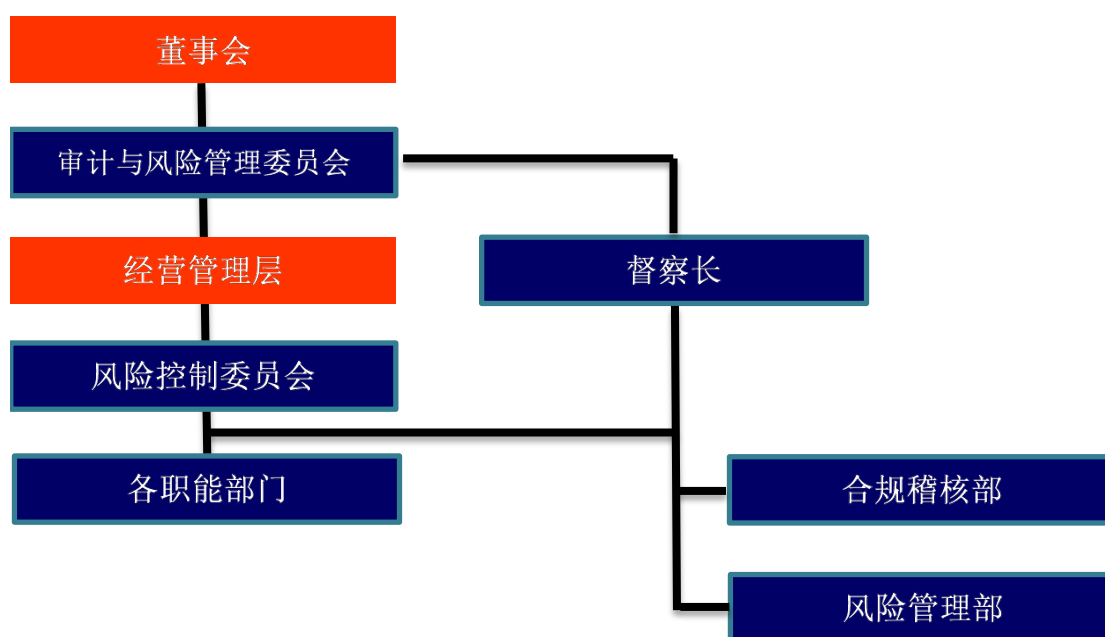 董事会
审计与风险管理委员会
经营管理层
督察长
风险控制委员会
各职能部门
合规稽核部
风险管理部